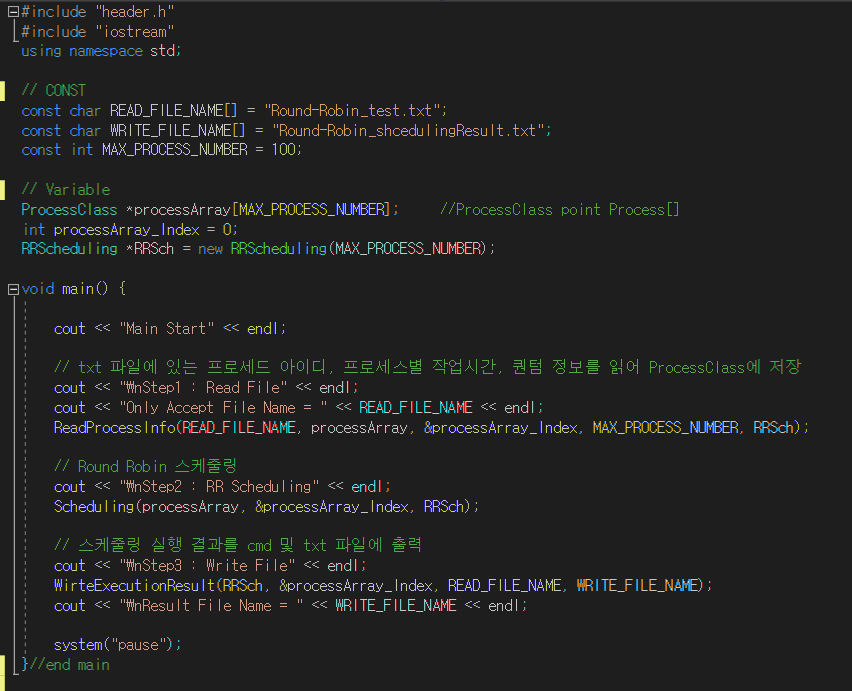 #include "header.h"
#include "iostream"
using namespace std;
// CONST
const char READ_FILE_NAME[] = "Round-Robin_test.txt";
const char WRITE_FILE_NAME[] = "Round-Robin_shcedulingResult.txt";
const int MAX_PROCESS_NUMBER = 100;
// Variable
ProcessClass *processArray[MAX_PROCESS_NUMBER]; //ProcessClass point Process[]
int processArray_Index = 0;
RRScheduling *RRSch = new RRScheduling(MAX_PROCESS_NUMBER);
void main() {
cout << "Main Start" << endl;
// txt 파일에 있는 프로세드 아이디, 프로세스별 작업시간, 퀀텀 정보를 읽어 ProcessClass에 저장
cout << "₩nStep1 : Read File" << endl;
cout << "Only Accept File Name = " << READ_FILE_NAME << endl;
ReadProcessInfo(READ_FILE_NAME, processArray, &processArray_Index, MAX_PROCESS_NUMBER, RRSch);
// Round Robin 스케줄링
cout << "₩nStep2 : RR Scheduling" << endl;
Scheduling(processArray, &processArray_Index, RRSch);
// 스케줄링 실행 결과를 cmd 및 txt 파일에 출력
cout << "₩nStep3 : Write File" << endl;
WirteExecutionResult(RRSch, &processArray_Index, READ_FILE_NAME, WRITE_FILE_NAME);
cout << "₩nResult File Name = " << WRITE_FILE_NAME << endl;
system("pause");
}//end main